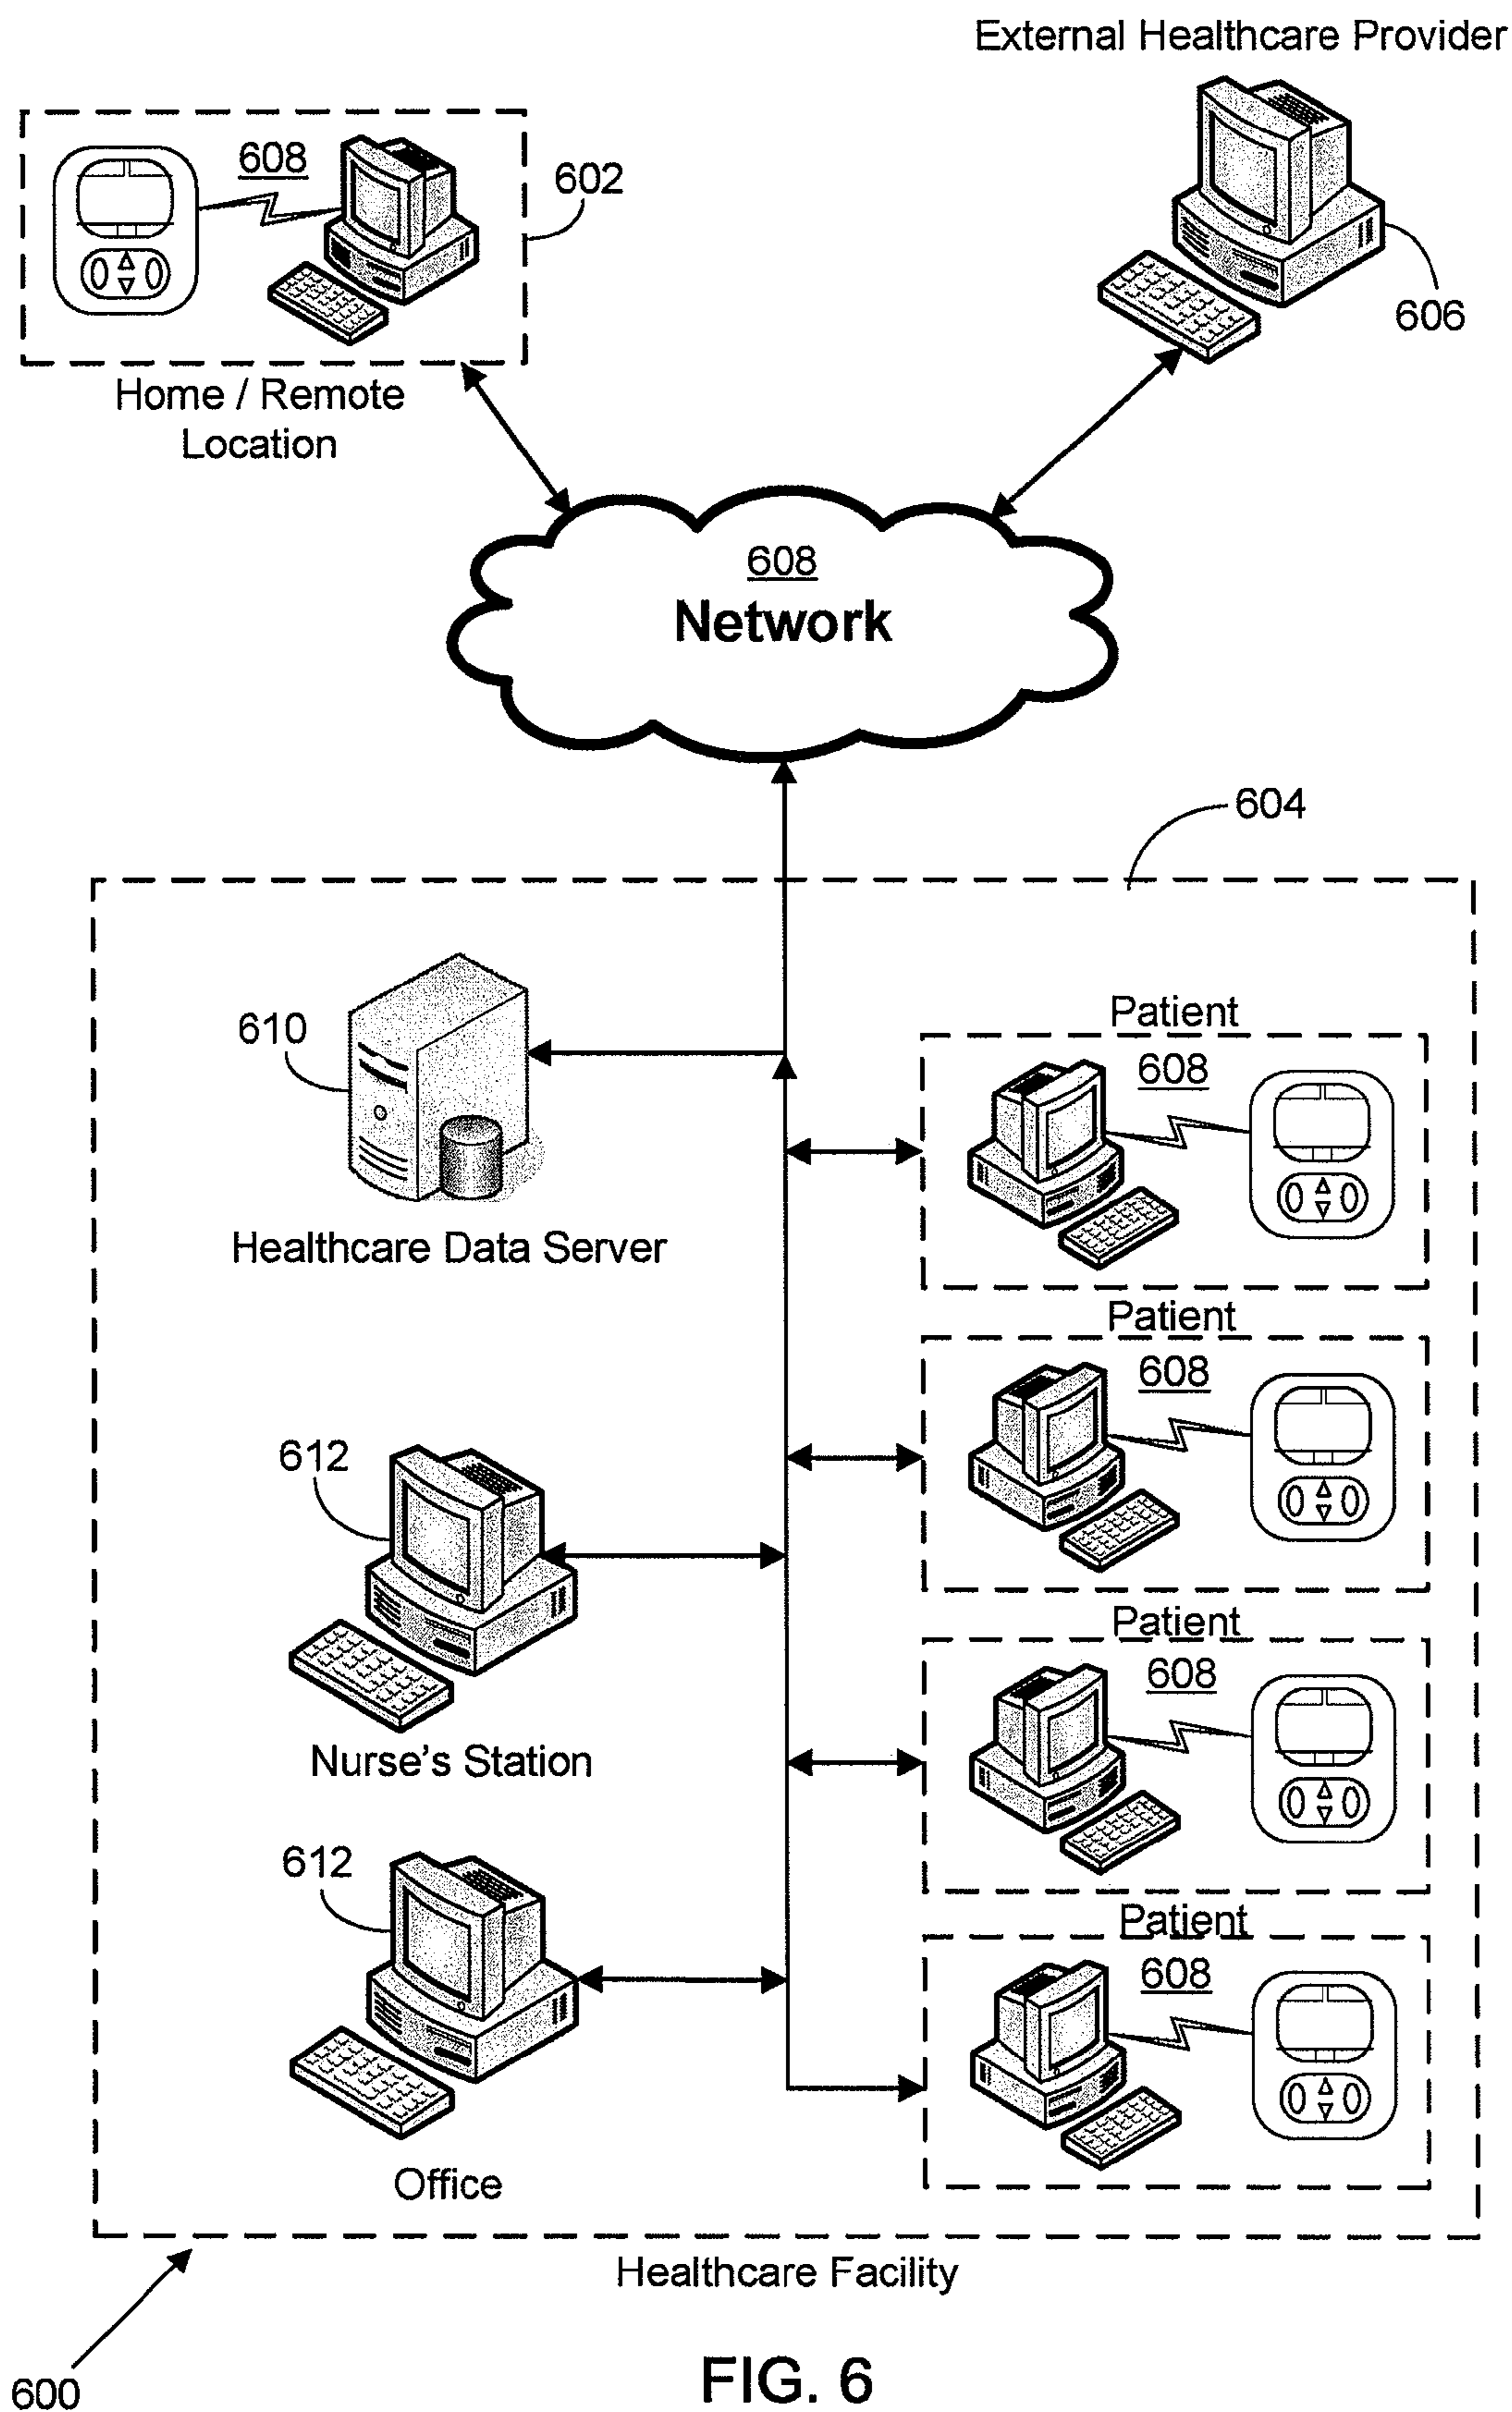 External Healthcare Provider
608
602
606
Home / Remote
Location
608
Network
604
Patient
610
608
Healthcare Data Server
Patient
608
612
Patient
608
Nurse's Station
612
Patient
608
Office
Healthcare Facility
600
FIG. 6